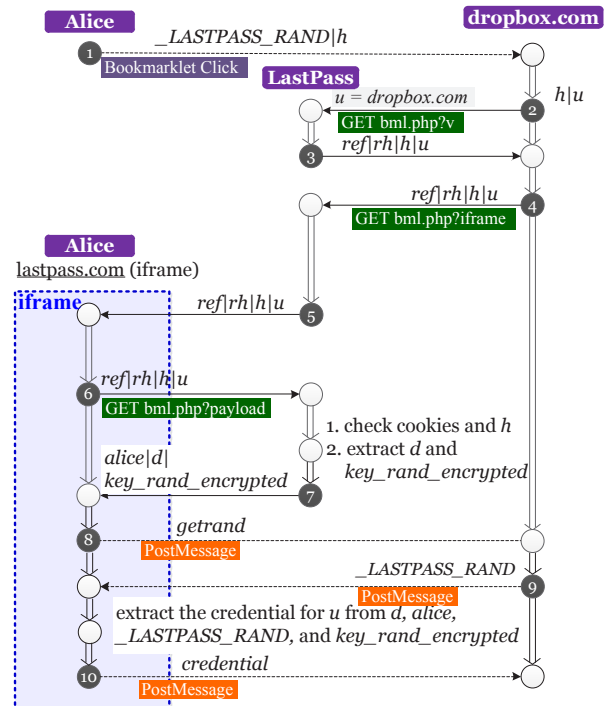 Alice
dropbox.com
_LASTPASS_RAND|h
1
Bookmarklet Click
LastPass
h|u
u = dropbox.com
2
GET bml.php?v
ref|rh|h|u
3
ref|rh|h|u
4
GET bml.php?iframe
Alice
lastpass.com (iframe)
iframe
ref|rh|h|u
5
ref|rh|h|u
6
GET bml.php?payload
1. check cookies and h
2. extract d and
key_rand_encrypted
alice|d|
key_rand_encrypted
7
getrand
8
PostMessage
_LASTPASS_RAND
9
PostMessage
extract the credential for u from d, alice,
_LASTPASS_RAND, and key_rand_encrypted
credential
10
PostMessage